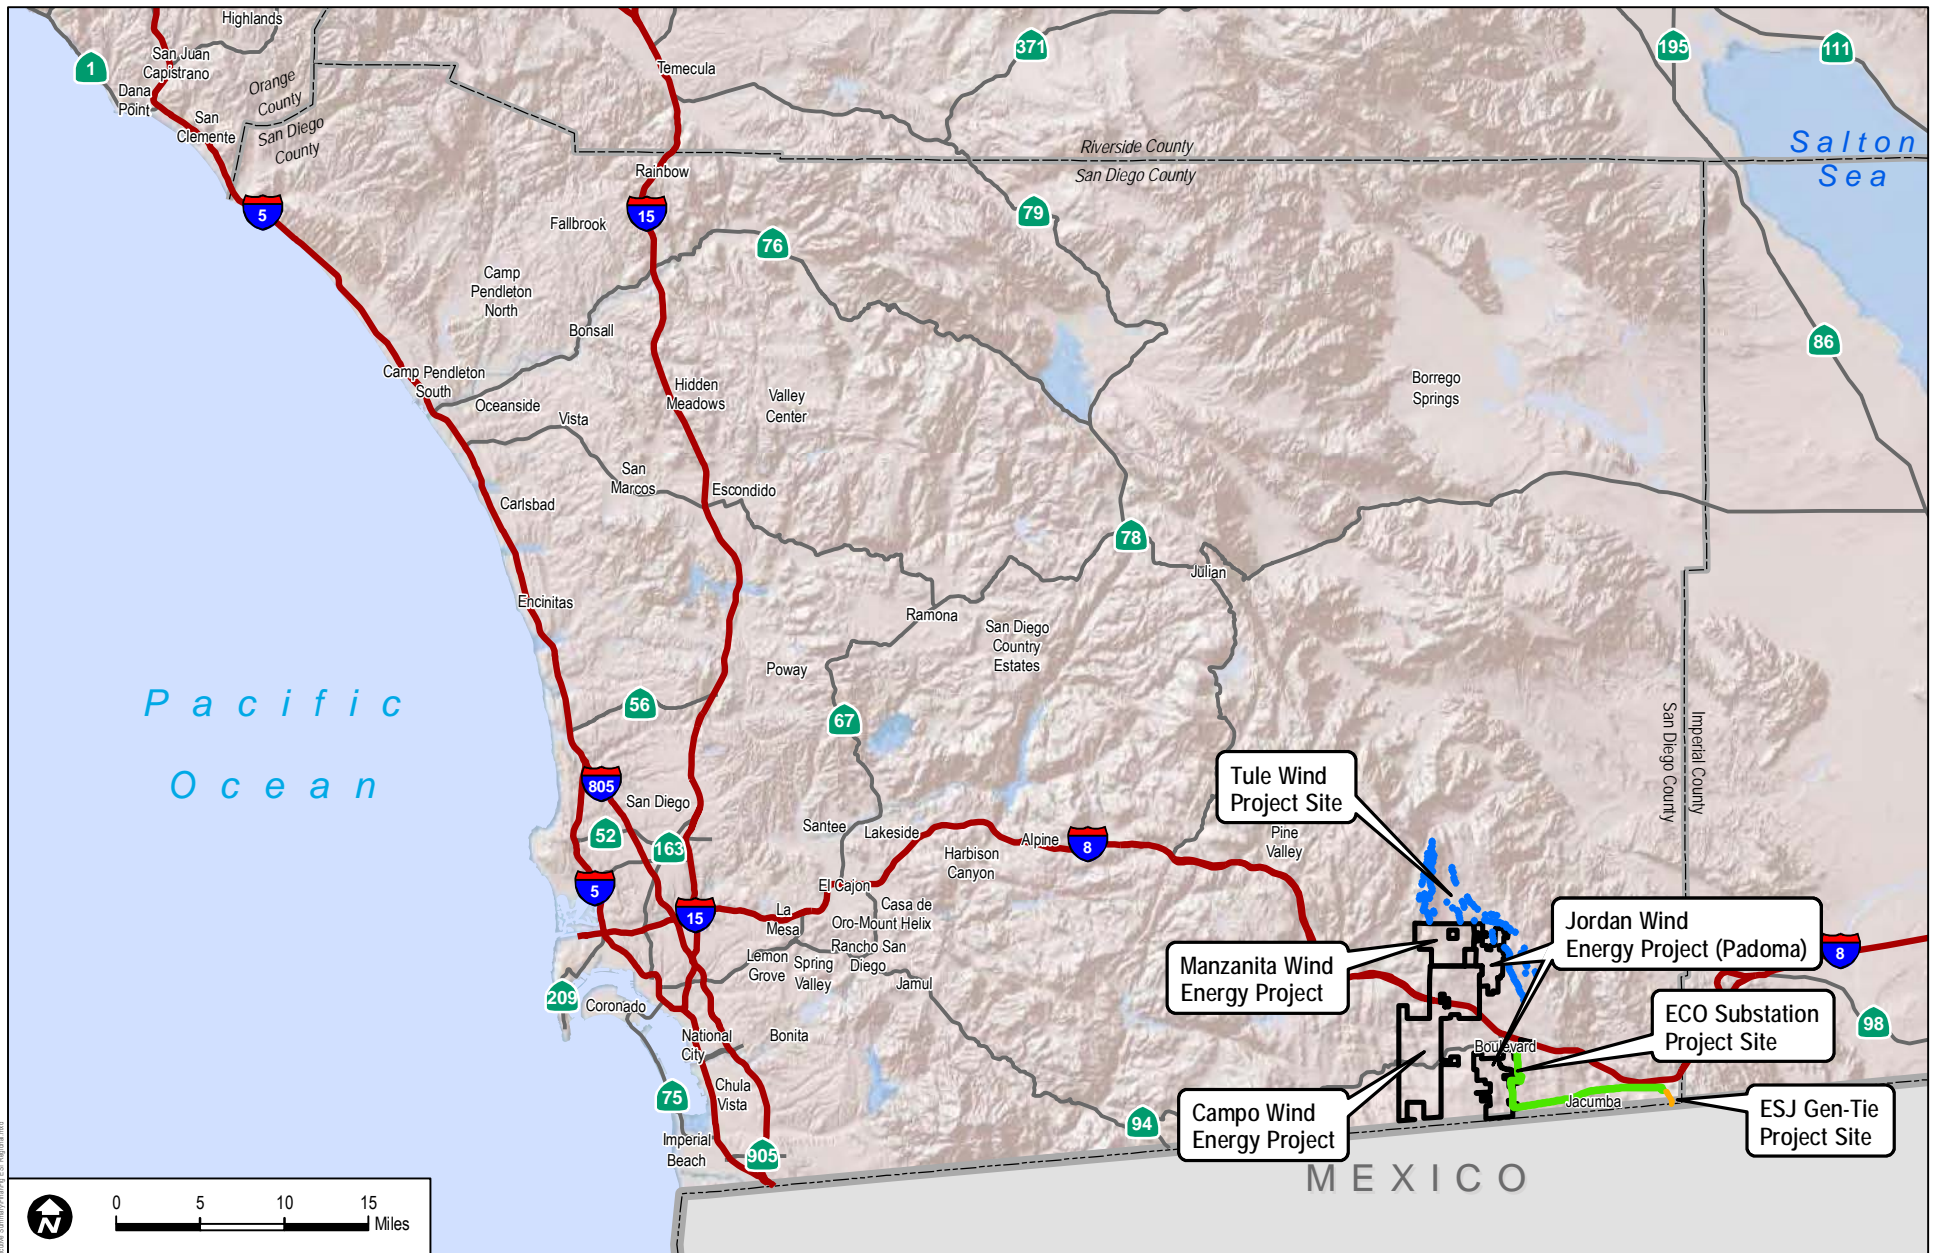 Highlands
San Juan
Capistrano
1
Dana
Point
Orange
County
San
Clemente
San Diego
County
Temecula
371
195
111
Salton
Sea
Riverside County
San Diego County
Rainbow
5
15
79
Fallbrook
76
Camp
Pendleton
North
Bonsall
86
Camp Pendleton
South
Hidden
Meadows
Valley
Center
Borrego
Springs
Oceanside
Vista
San
Marcos
Escondido
Carlsbad
78
Julian
Encinitas
Ramona
San Diego
Country
Estates
Poway
Pacific
Ocean
56
67
San Diego County
Imperial County
Tule Wind
Project Site
805
San Diego
52
163
Santee
Lakeside
Alpine
8
Pine
Valley
Harbison
Canyon
5
El Cajon
15
La
Mesa
Casa de
Oro-Mount Helix
Jordan Wind
Energy Project (Padoma)
8
Rancho San
Diego
Lemon
Grove
Spring
Valley
Jamul
Manzanita Wind
Energy Project
209
Coronado
ECO Substation
Project Site
98
National
City
Bonita
Boulevard
75
Chula
Vista
94
Campo Wind
Energy Project
Jacumba
ESJ Gen-Tie
Project Site
Imperial
Beach
905
MEXICO
N
0 5 10 15
Miles